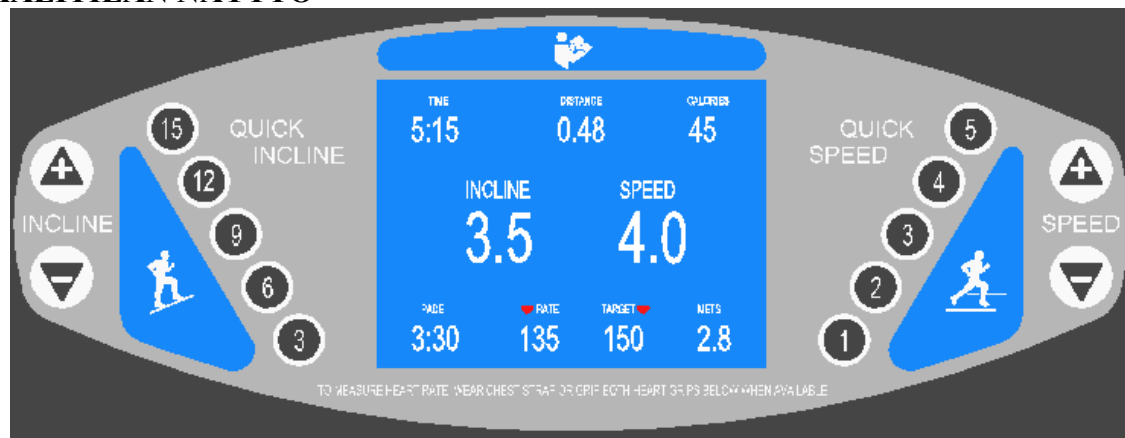 TIME DISTANCE CALORIES
5:15 0.48 45
INCLINE SPEED
3.5 4.0
PACE RATE TARGET METS
3:30 135 150 2.8
QUICK
INCLINE
15
12
9
6
3
INCLINE
QUICK
SPEED
5
4
3
2
1
SPEED
TO MEASURE HEART RATE, WEAR CHEST STRAP OR GRIP BOTH HEART GRIPS BELOW WHEN AVAILABLE